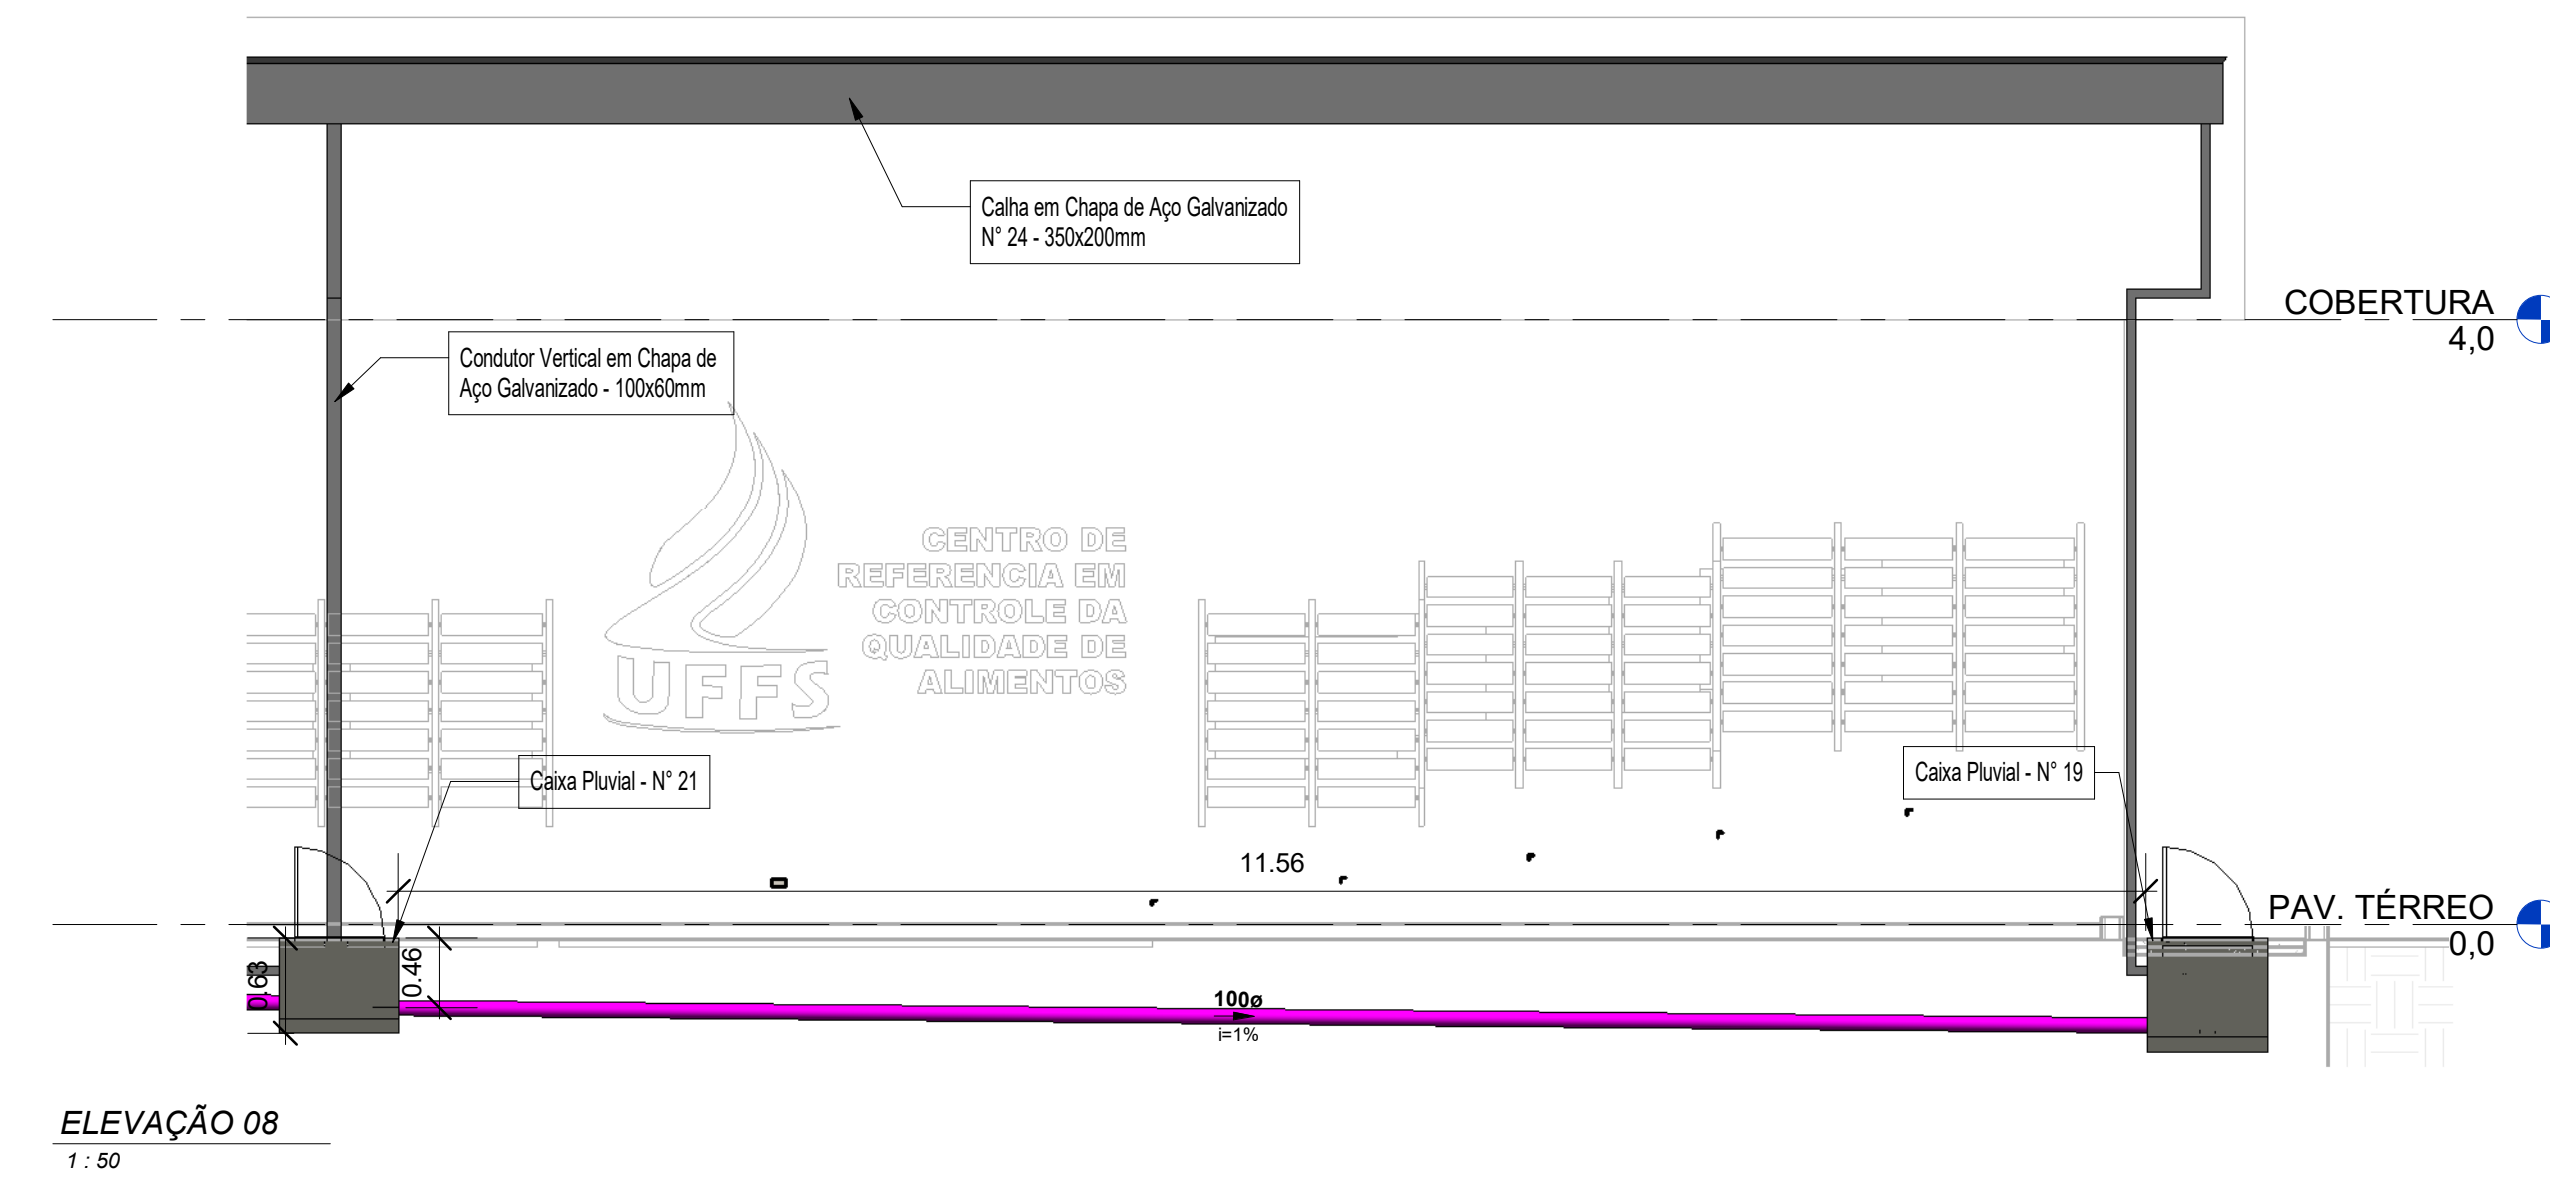 Calha em Chapa de Aço Galvanizado
N° 24 - 350x200mm
COBERTURA
4,0
Condutor Vertical em Chapa de
Aço Galvanizado - 100x60mm
CENTRO DE
REFERENCIA EM
CONTROLE DA
QUALIDADE DE
ALIMENTOS
UFFS
Caixa Pluvial - N° 21
Caixa Pluvial - N° 19
11.56
PAV. TÉRREO
0,0
0.63
0.46
100ø
i=1%
ELEVAÇÃO 08
1 : 50